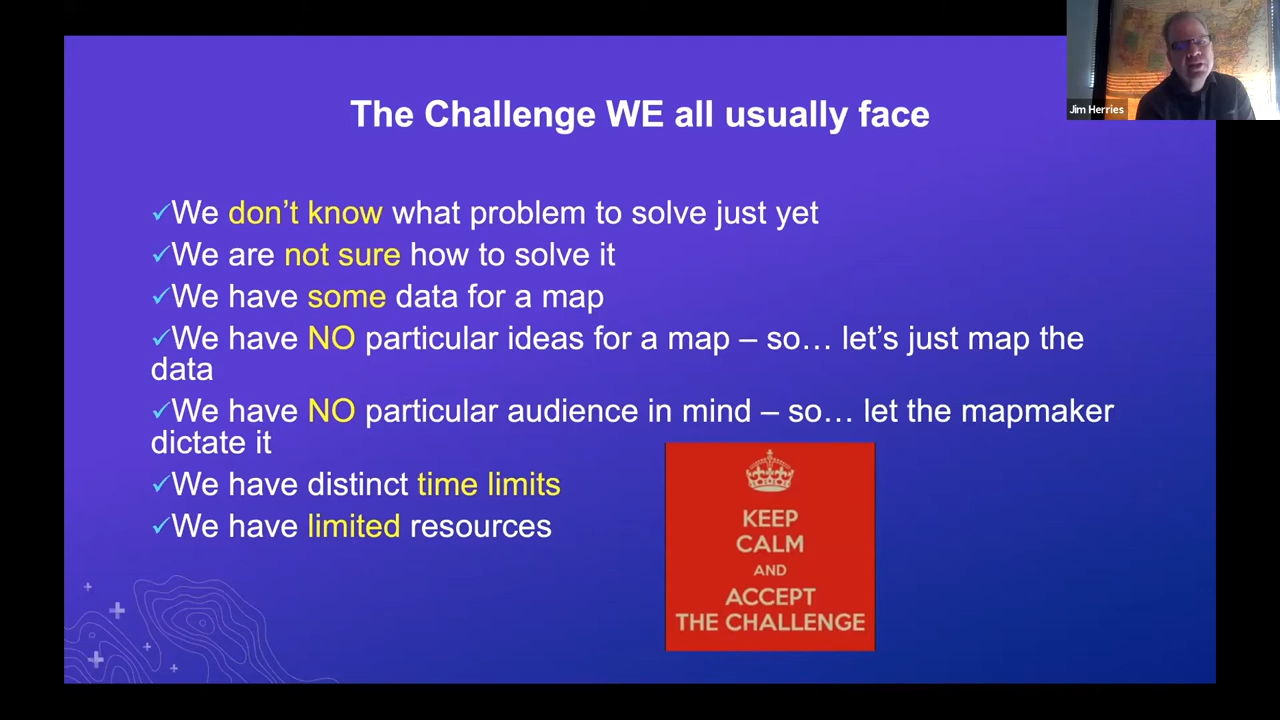 The Challenge WE all usually face
✓We don't know what problem to solve just yet
✓We are not sure how to solve it
✓We have some data for a map
✓We have NO particular ideas for a map – so… let's just map the
data
✓We have NO particular audience in mind – so… let the mapmaker
dictate it
✓We have distinct time limits
✓We have limited resources
KEEP
CALM
AND
ACCEPT
THE CHALLENGE
Jim Herries